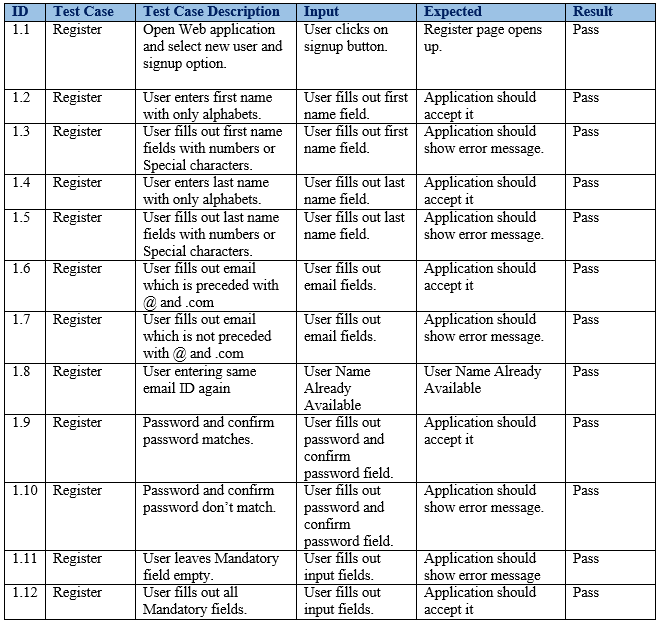 ID Test Case Test Case Description Input Expected Result
1.1 Register Open Web application User clicks on Register page opens Pass
and select new user and signup button. up.
signup option.
1.2 Register User enters first name User fills out first Application should Pass
with only alphabets. name field. accept it
1.3 Register User fills out first name User fills out first Application should Pass
fields with numbers or name field. show error message.
Special characters.
1.4 Register User enters last name User fills out last Application should Pass
with only alphabets. name field. accept it
1.5 Register User fills out last name User fills out last Application should Pass
fields with numbers or name field. show error message.
Special characters.
1.6 Register User fills out email User fills out Application should Pass
which is preceded with email fields. accept it
@ and .com
1.7 Register User fills out email User fills out Application should Pass
which is not preceded email fields. show error message.
with @ and .com
1.8 Register User entering same User Name User Name Already Pass
email ID again Already Available
Available
1.9 Register Password and confirm User fills out Application should Pass
password matches. password and accept it
confirm
password field.
1.10 Register Password and confirm User fills out Application should Pass
password don't match. password and show error message.
confirm
password field.
1.11 Register User leaves Mandatory User fills out Application should Pass
field empty. input fields. show error message
1.12 Register User fills out all User fills out Application should Pass
Mandatory fields. input fields. accept it